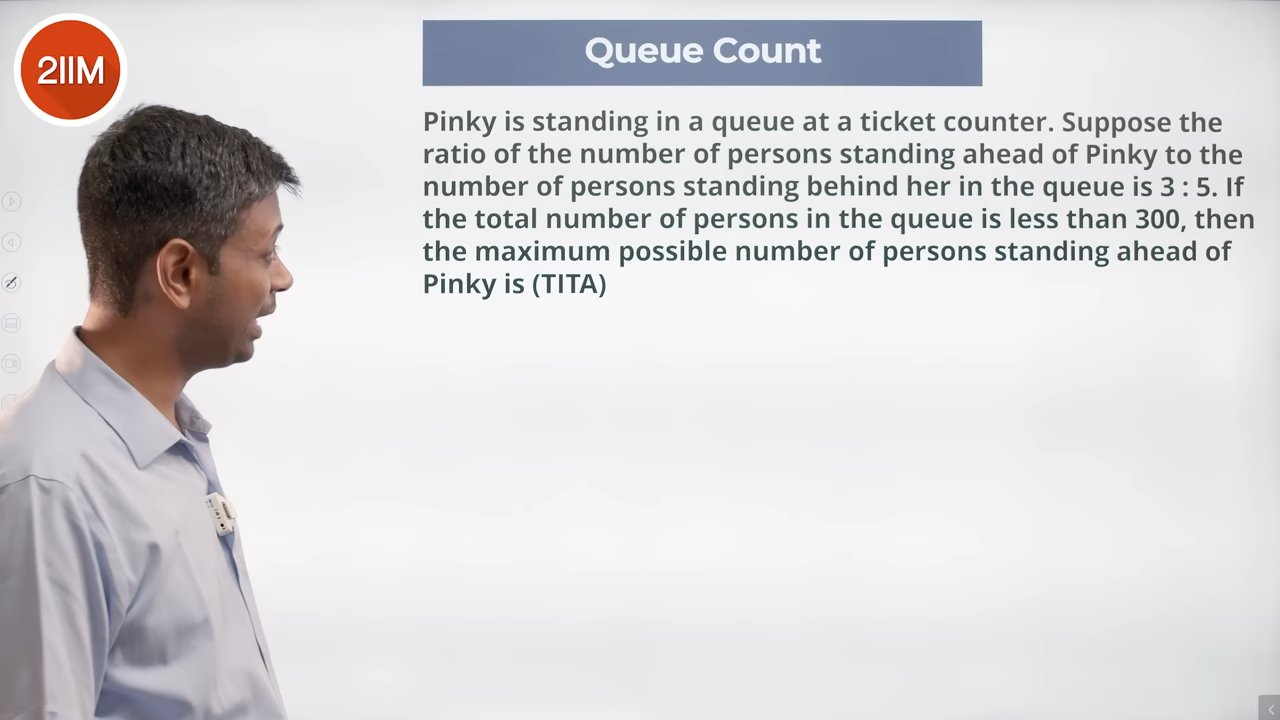 2IIM
Queue Count
Pinky is standing in a queue at a ticket counter. Suppose the
ratio of the number of persons standing ahead of Pinky to the
number of persons standing behind her in the queue is 3 : 5. If
the total number of persons in the queue is less than 300, then
the maximum possible number of persons standing ahead of
Pinky is (TITA)